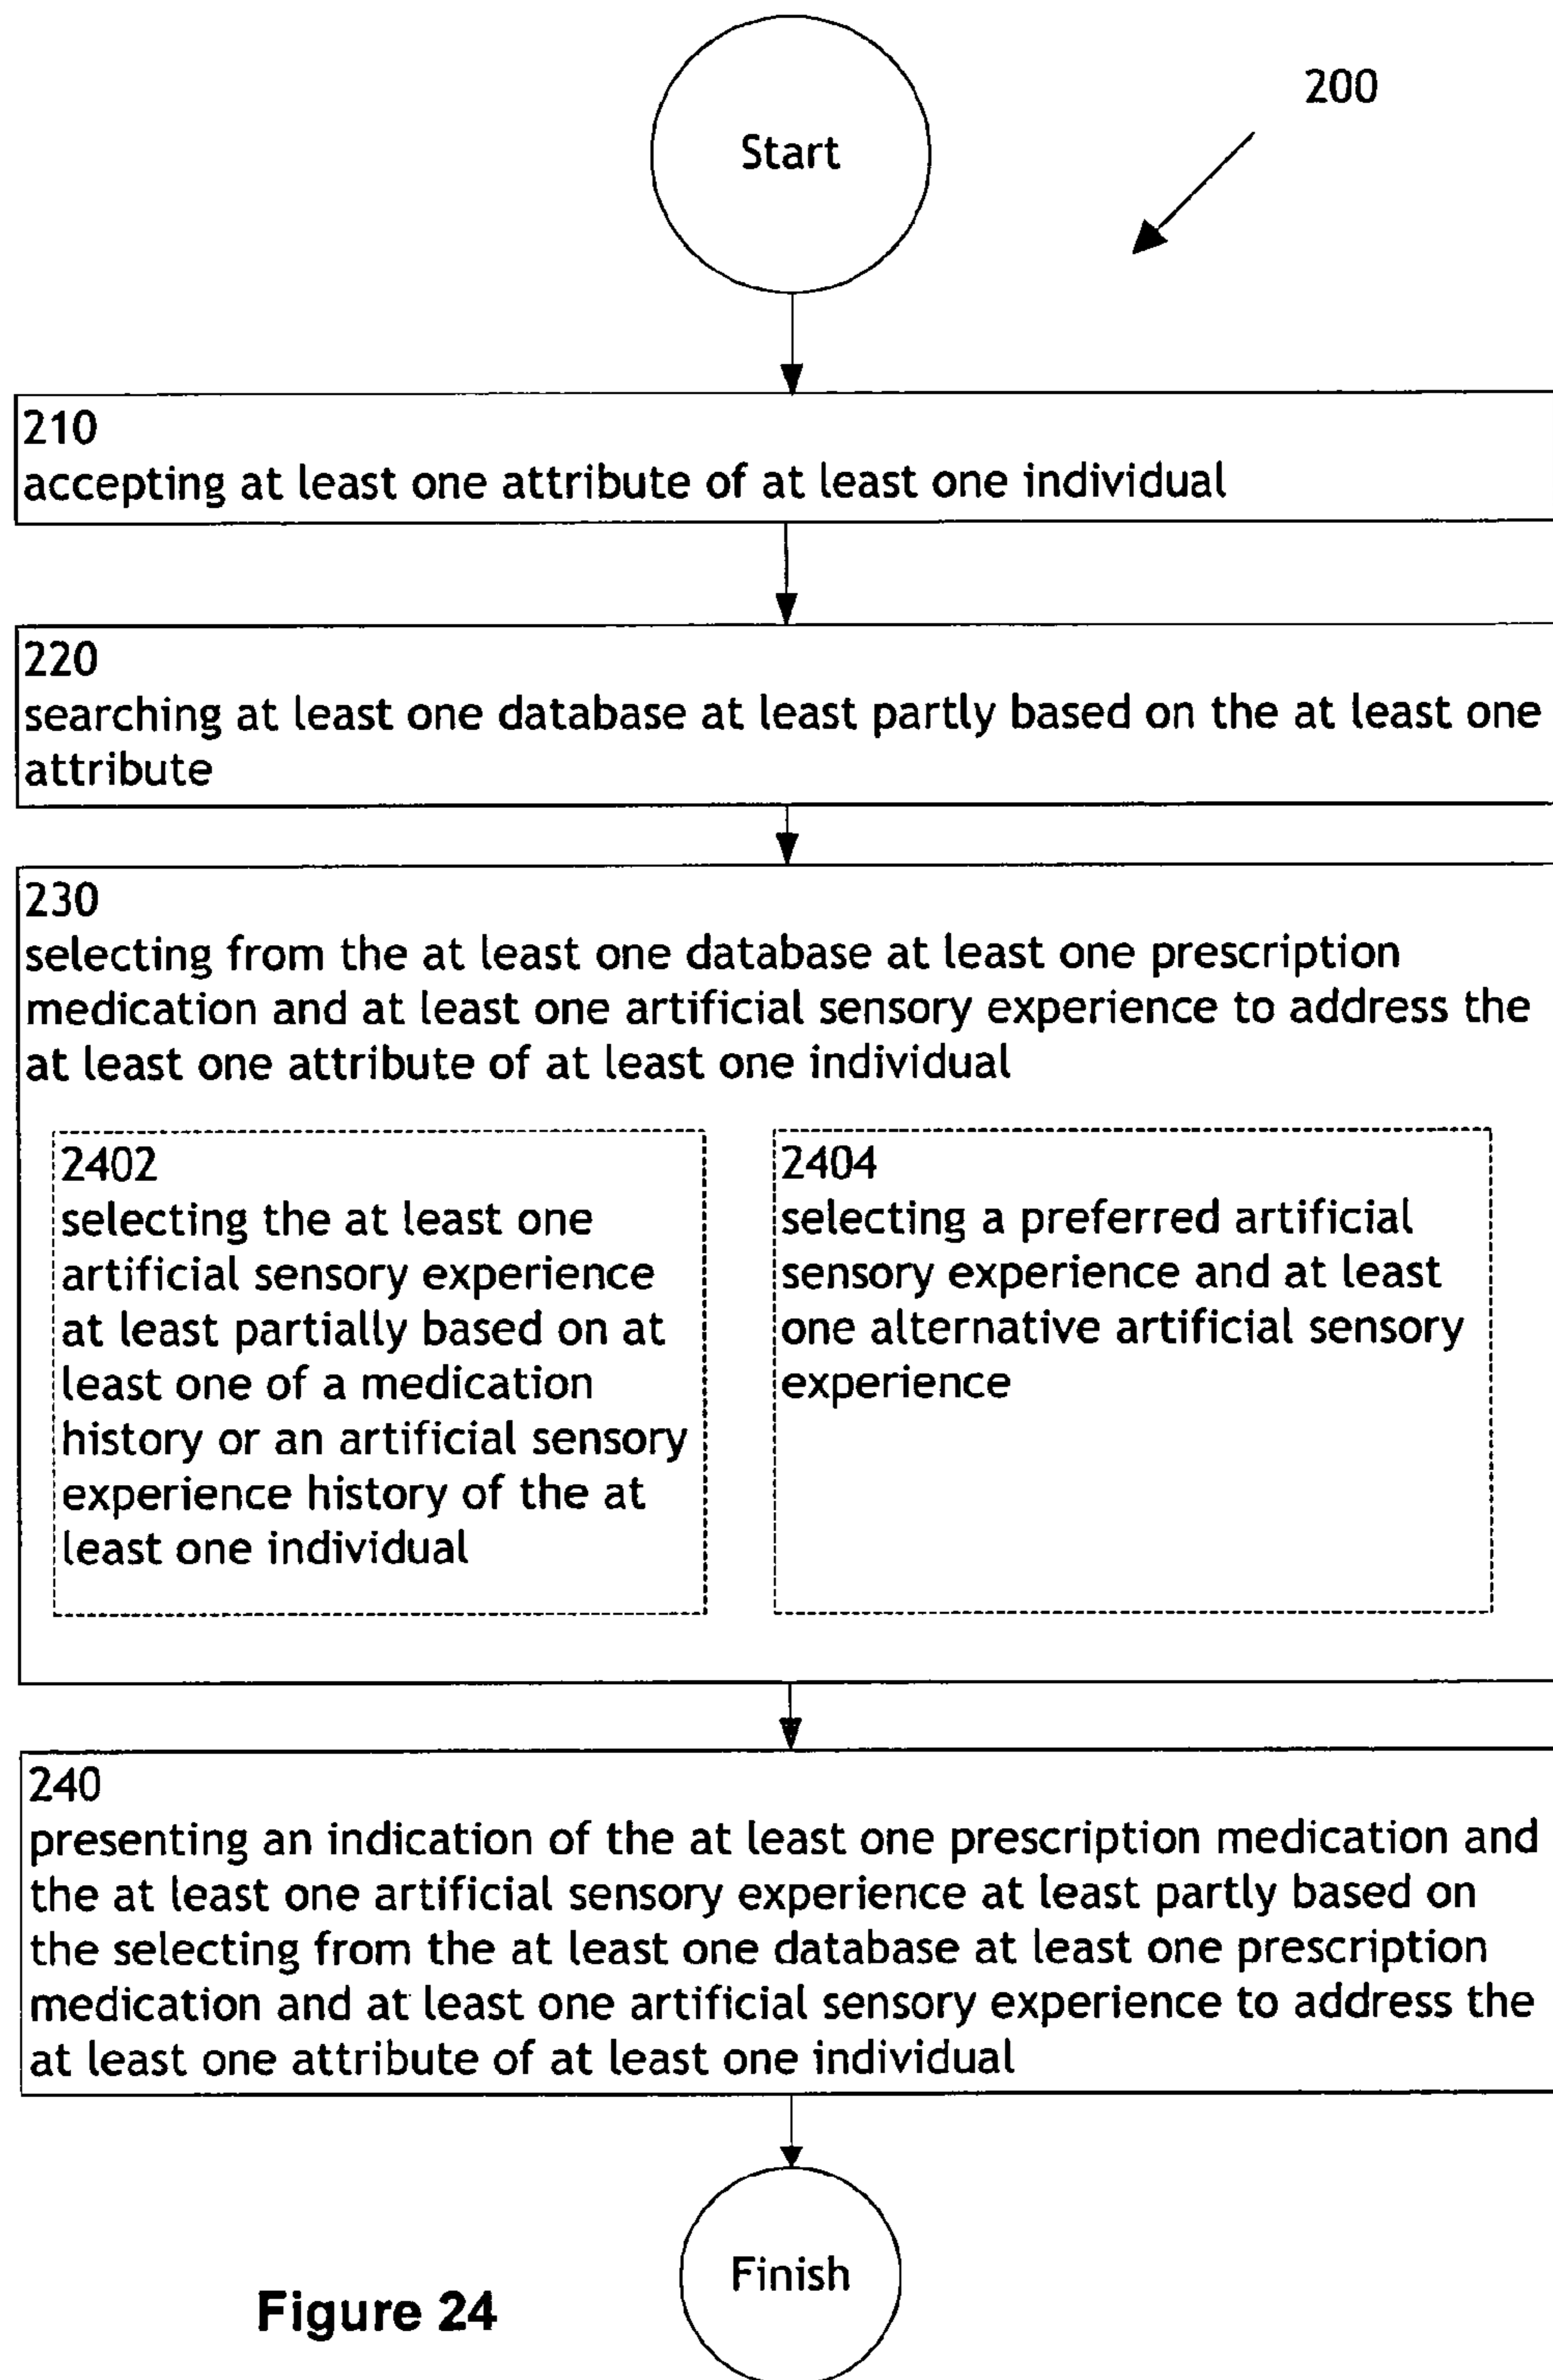 Start
200
210
accepting at least one attribute of at least one individual
220
searching at least one database at least partly based on the at least one
attribute
230
selecting from the at least one database at least one prescription
medication and at least one artificial sensory experience to address the
at least one attribute of at least one individual
2402
selecting the at least one
artificial sensory experience
at least partially based on at
least one of a medication
history or an artificial sensory
experience history of the at
least one individual
2404
selecting a preferred artificial
sensory experience and at least
one alternative artificial sensory
experience
240
presenting an indication of the at least one prescription medication and
the at least one artificial sensory experience at least partly based on
the selecting from the at least one database at least one prescription
medication and at least one artificial sensory experience to address the
at least one attribute of at least one individual
Finish
Figure 24